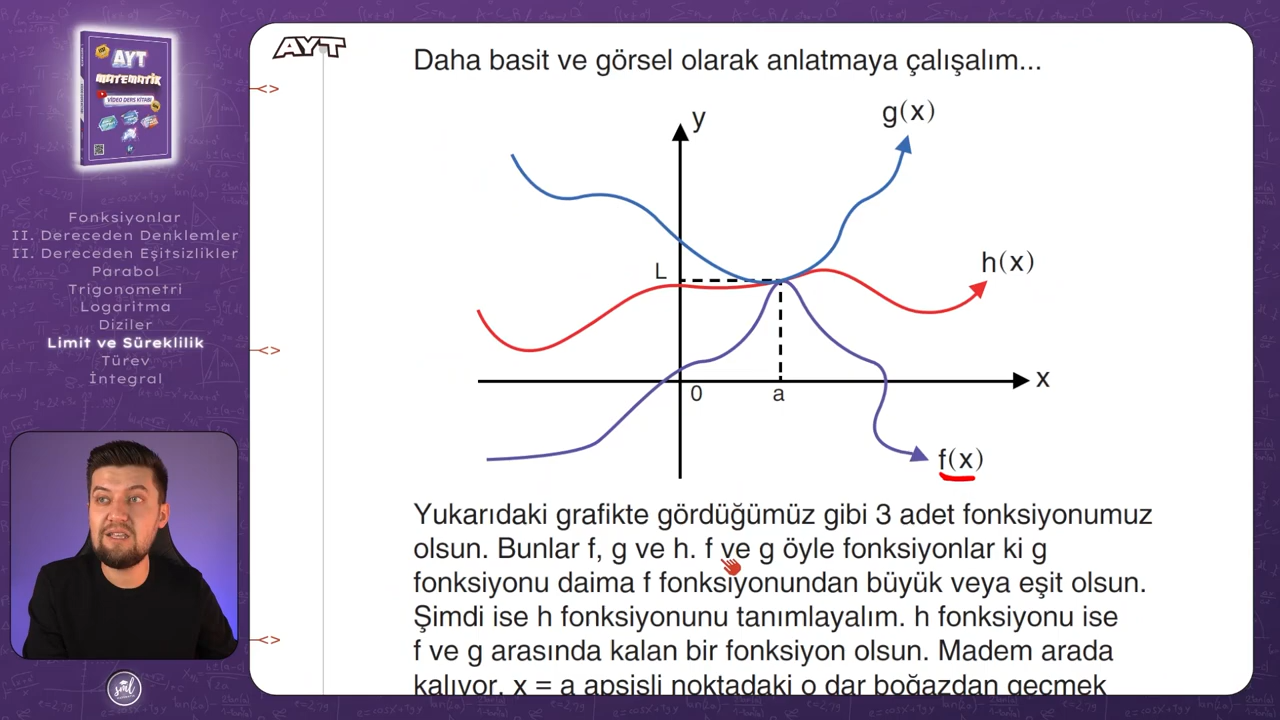 AYT
MATEMATİK
VİDEO DERS KİTABI
Fonksiyonlar
II. Dereceden Denklemler
II. Dereceden Eşitsizlikler
Parabol
Trigonometri
Logaritma
Diziler
Limit ve Süreklilik
Türev
İntegral
sml
AYT
<>
<>
<>
Daha basit ve görsel olarak anlatmaya çalışalım...
y
g(x)
L
h(x)
0
a
x
f(x)
Yukarıdaki grafikte gördüğümüz gibi 3 adet fonksiyonumuz
olsun. Bunlar f, g ve h. f ve g öyle fonksiyonlar ki g
fonksiyonu daima f fonksiyonundan büyük veya eşit olsun.
Şimdi ise h fonksiyonunu tanımlayalım. h fonksiyonu ise
f ve g arasında kalan bir fonksiyon olsun. Madem arada
kalıyor, x = a apsisli noktadaki o dar boğazdan geçmek